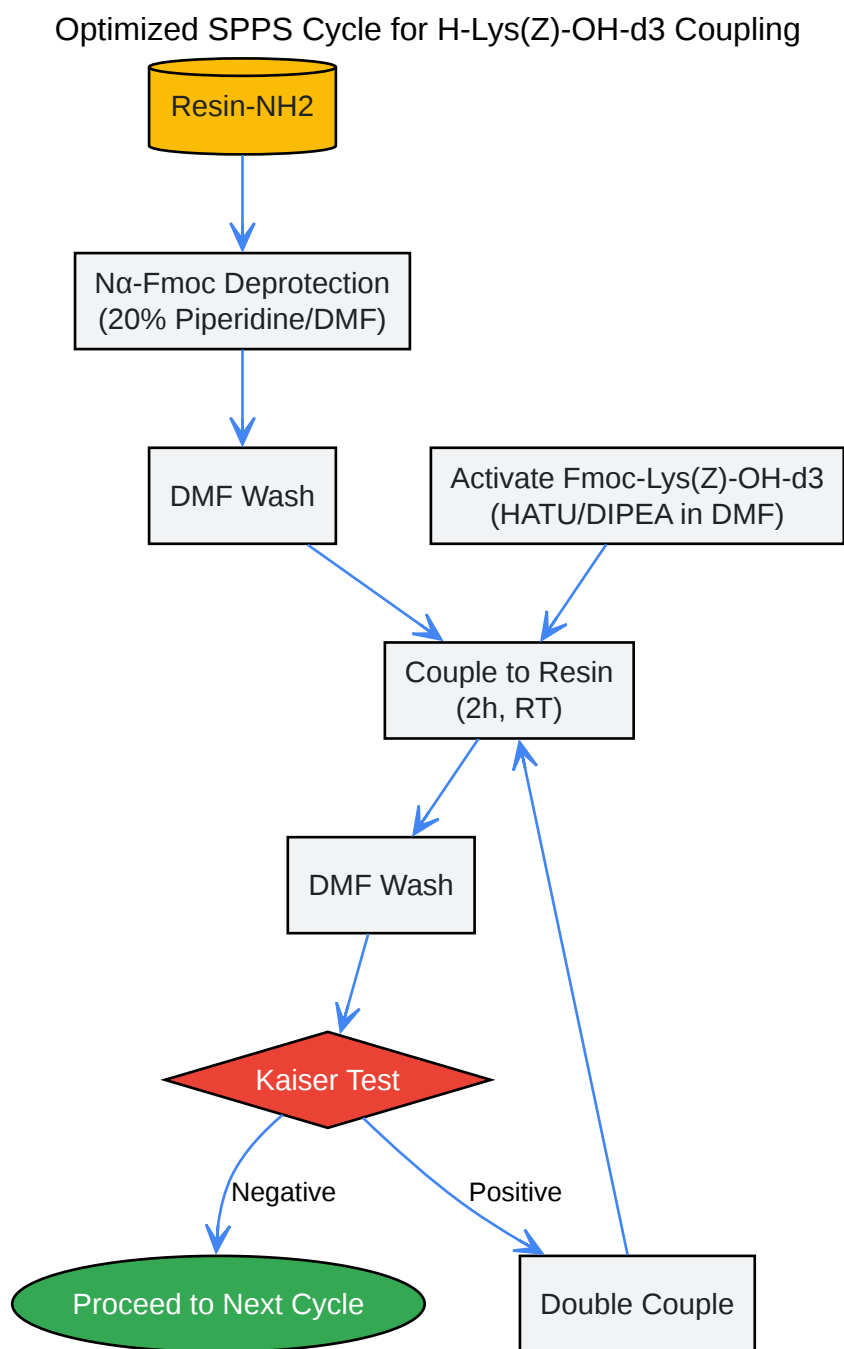 Optimized SPPS Cycle for H-Lys(Z)-OH-d3 Coupling
Resin-NH2
Nα-Fmoc Deprotection
(20% Piperidine/DMF)
DMF Wash
Activate Fmoc-Lys(Z)-OH-d3
(HATU/DIPEA in DMF)
Couple to Resin
(2h, RT)
DMF Wash
Kaiser Test
Negative
Positive
Proceed to Next Cycle
Double Couple